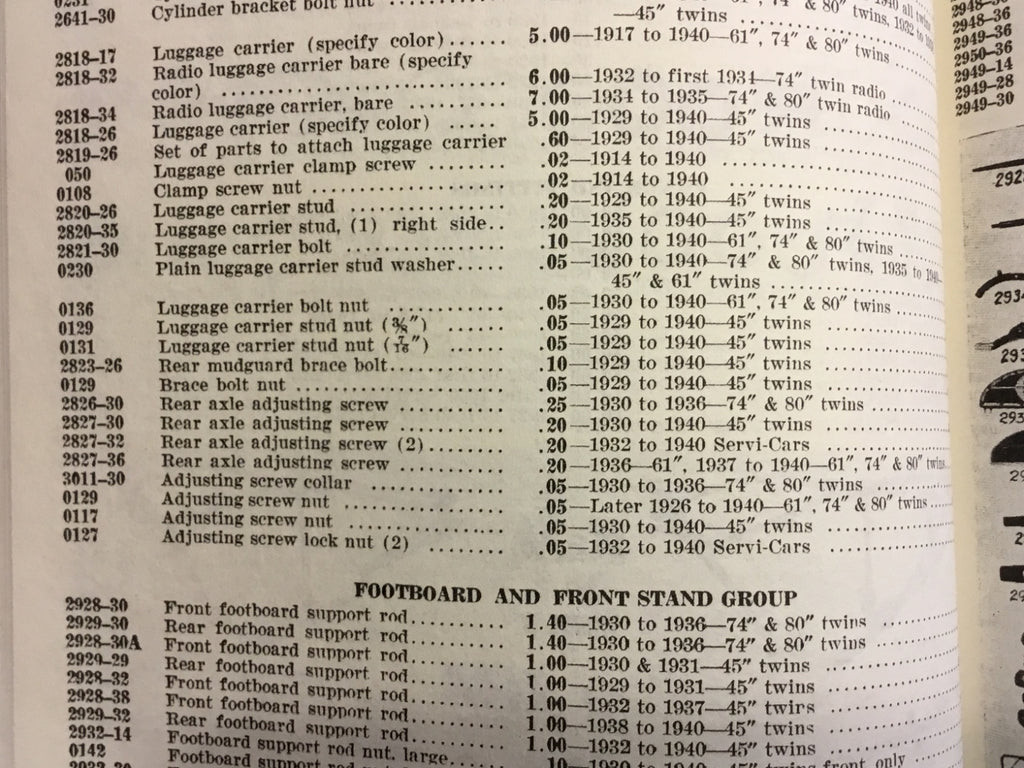 2641–30 Cylinder bracket bolt nut
—45″ twins
2818–17 Luggage carrier (specify color)...... 5.00—1917 to 1940—61″, 74″ & 80″ twins
2818–32 Radio luggage carrier bare (specify
color) .............................. 6.00—1932 to first 1934—74″ twin radio .....
2818–34 Radio luggage carrier, bare .......... 7.00—1934 to 1935—74″ & 80″ twin radio
2818–26 Luggage carrier (specify color) ..... 5.00—1929 to 1940—45″ twins
2819–26 Set of parts to attach luggage carrier .60—1929 to 1940—45″ twins
050 Luggage carrier clamp screw ........ .02—1914 to 1940
0108 Clamp screw nut .................... .02—1914 to 1940
2820–26 Luggage carrier stud ................ .20—1929 to 1940—45″ twins
2820–35 Luggage carrier stud, (1) right side.. .20—1935 to 1940—45″ twins
2821–30 Luggage carrier bolt ................ .10—1930 to 1940—61″, 74″ & 80″ twins
0230 Plain luggage carrier stud washer..... .05—1930 to 1940—74″ & 80″ twins, 1935 to 1940—
45″ & 61″ twins
0136 Luggage carrier bolt nut ............ .05—1930 to 1940—61″, 74″ & 80″ twins
0129 Luggage carrier stud nut (⅜″) ...... .05—1929 to 1940—45″ twins
0131 Luggage carrier stud nut (7/16″) ...... .05—1929 to 1940—45″ twins
2823–26 Rear mudguard brace bolt............ .10—1929 to 1940—45″ twins
0129 Brace bolt nut ...................... .05—1929 to 1940—45″ twins
2826–30 Rear axle adjusting screw .......... .25—1930 to 1936—74″ & 80″ twins
2827–30 Rear axle adjusting screw .......... .20—1930 to 1940—45″ twins
2827–32 Rear axle adjusting screw (2)........ .20—1932 to 1940 Servi-Cars
2827–36 Rear axle adjusting screw .......... .20—1936—61″, 1937 to 1940—61″, 74″ & 80″ twins...
3011–30 Adjusting screw collar .............. .05—1930 to 1936—74″ & 80″ twins
0129 Adjusting screw nut ................ .05—Later 1926 to 1940—61″, 74″ & 80″ twins...
0117 Adjusting screw nut ................ .05—1930 to 1940—45″ twins
0127 Adjusting screw lock nut (2) ........ .05—1932 to 1940 Servi-Cars
FOOTBOARD AND FRONT STAND GROUP
2928–30 Front footboard support rod.......... 1.40—1930 to 1936—74″ & 80″ twins
2929–30 Rear footboard support rod.......... 1.40—1930 to 1936—74″ & 80″ twins
2928–30A Front footboard support rod.......... 1.00—1930 & 1931—45″ twins
2929–29 Rear footboard support rod.......... 1.00—1929 to 1931—45″ twins
2928–32 Front footboard support rod.......... 1.00—1932 to 1937—45″ twins
2928–38 Front footboard support rod.......... 1.00—1938 to 1940—45″ twins
2929–32 Rear footboard support rod.......... 1.00—1932 to 1940—45″ twins
2932–14 Footboard support rod nut, large..... .10—1930 to 1940—45″ twins front only
0142 Footboard support rod
2948–36
2948–36
2949–36
2950–36
2949–14
2949–28
2949–30